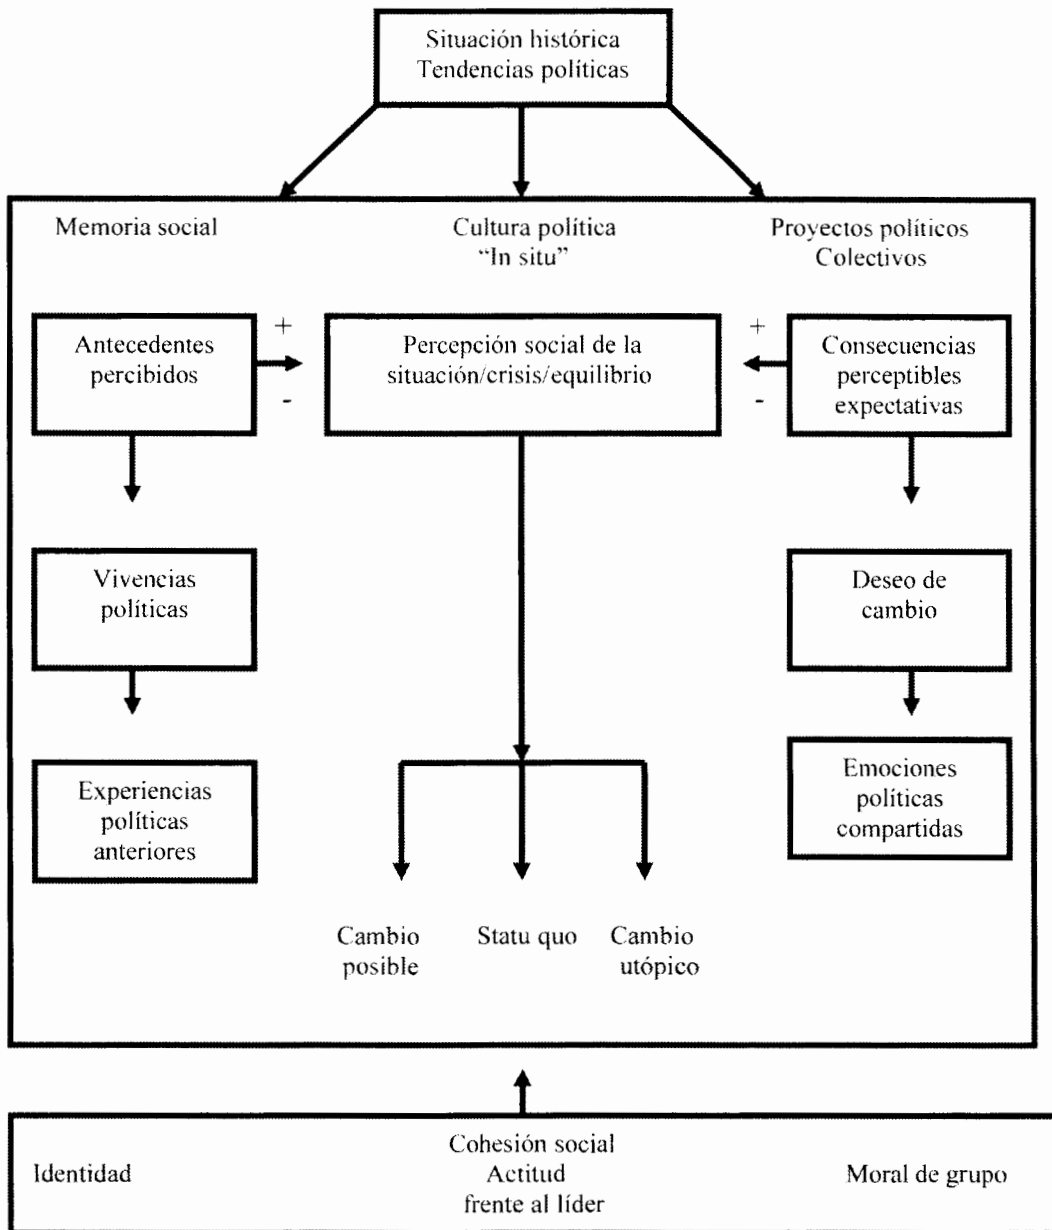 Situación histórica
Tendencias políticas
Memoria social
Cultura política
“In situ”
Proyectos políticos
Colectivos
Antecedentes
percibidos
+
-
Percepción social de la
situación/crisis/equilibrio
+
-
Consecuencias
perceptibles
expectativas
Vivencias
políticas
Deseo de
cambio
Experiencias
políticas
anteriores
Emociones
políticas
compartidas
Cambio
posible
Statu quo
Cambio
utópico
Identidad
Cohesión social
Actitud
frente al líder
Moral de grupo